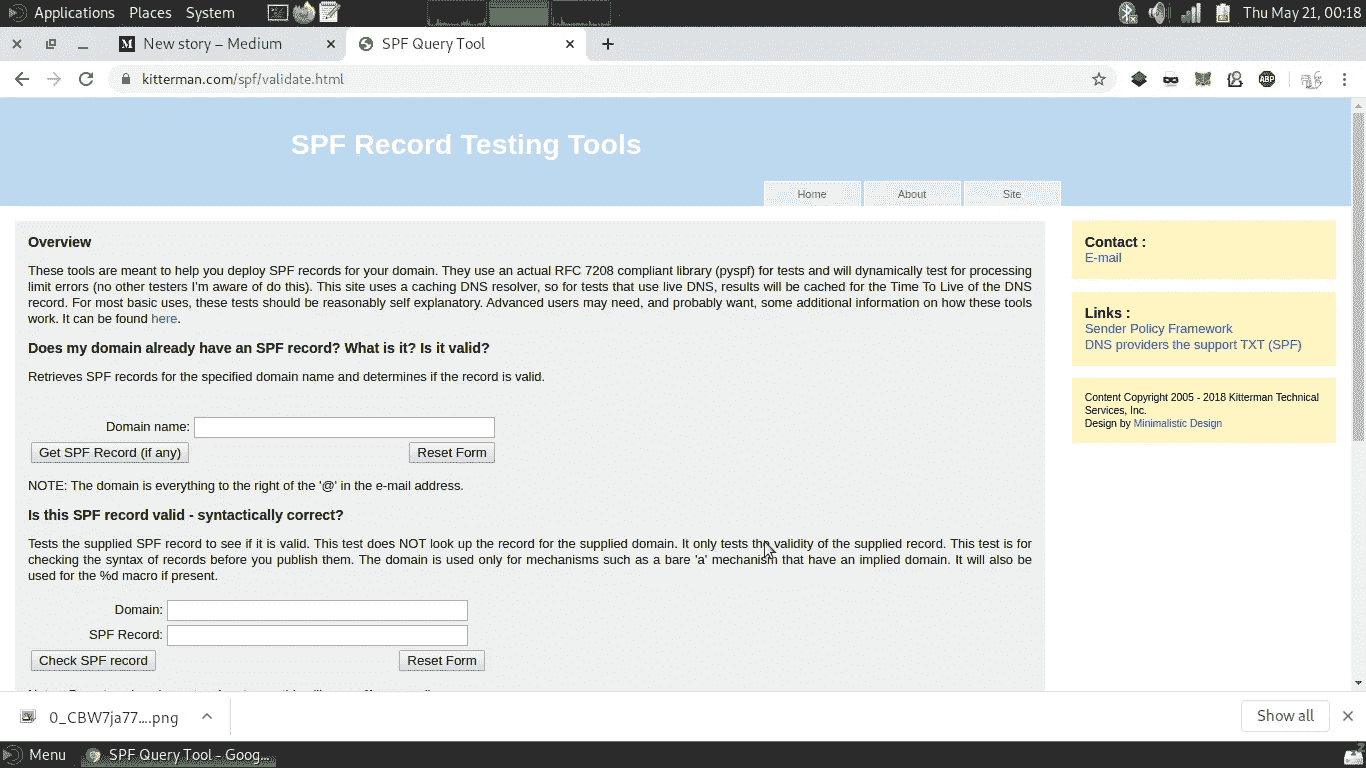 Applications Places System Thu May 21, 00:18
New story – Medium SPF Query Tool
kitterman.com/spf/validate.html ABP
SPF Record Testing Tools
Home About Site
Overview
These tools are meant to help you deploy SPF records for your domain. They use an actual RFC 7208 compliant library (pyspf) for tests and will dynamically test for processing
limit errors (no other testers I'm aware of do this). This site uses a caching DNS resolver, so for tests that use live DNS, results will be cached for the Time To Live of the DNS
record. For most basic uses, these tests should be reasonably self explanatory. Advanced users may need, and probably want, some additional information on how these tools
work. It can be found here.
Does my domain already have an SPF record? What is it? Is it valid?
Retrieves SPF records for the specified domain name and determines if the record is valid.
Domain name:
Get SPF Record (if any) Reset Form
NOTE: The domain is everything to the right of the '@' in the e-mail address.
Is this SPF record valid - syntactically correct?
Tests the supplied SPF record to see if it is valid. This test does NOT look up the record for the supplied domain. It only tests the validity of the supplied record. This test is for
checking the syntax of records before you publish them. The domain is used only for mechanisms such as a bare 'a' mechanism that have an implied domain. It will also be
used for the %d macro if present.
Domain:
SPF Record:
Check SPF record Reset Form
Contact :
E-mail
Links :
Sender Policy Framework
DNS providers the support TXT (SPF)
Content Copyright 2005 - 2018 Kitterman Technical
Services, Inc.
Design by Minimalistic Design
0_CBW7ja77....png Show all
Menu SPF Query Tool - Goog...